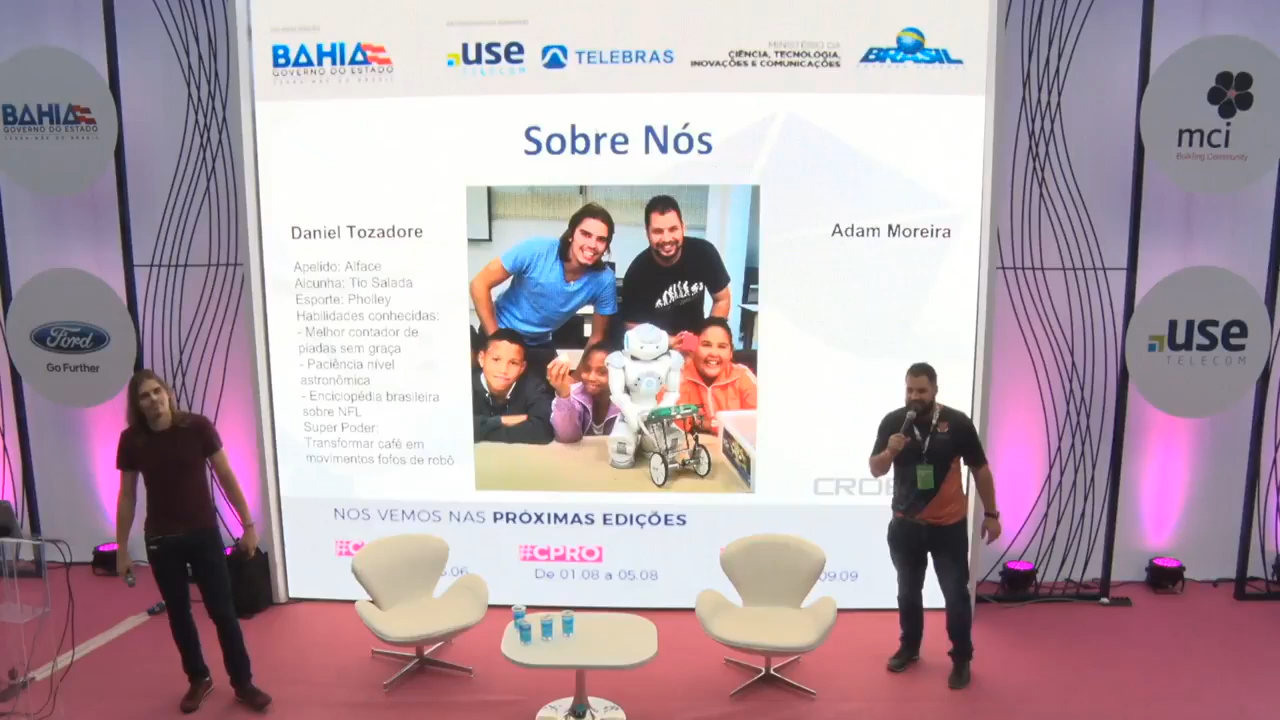 BAHIA
GOVERNO DO ESTADO
use
TELECOM
TELEBRAS
MINISTÉRIO DA
CIÊNCIA, TECNOLOGIA,
INOVAÇÕES E COMUNICAÇÕES
BRASIL
BAHIA
GOVERNO DO ESTADO
mci
Building Community
Ford
Go Further
use
TELECOM
Sobre Nós
Daniel Tozadore
Apelido: Alface
Alcunha: Tio Salada
Esporte: Pholley
Habilidades conhecidas:
- Melhor contador de
piadas sem graça
- Paciência nível
astronômica
- Enciclopédia brasileira
sobre NFL
Super Poder:
Transformar café em
movimentos fofos de robô
Adam Moreira
NOS VEMOS NAS PRÓXIMAS EDIÇÕES
#CPRO
De 01.08 a 05.08
09.09